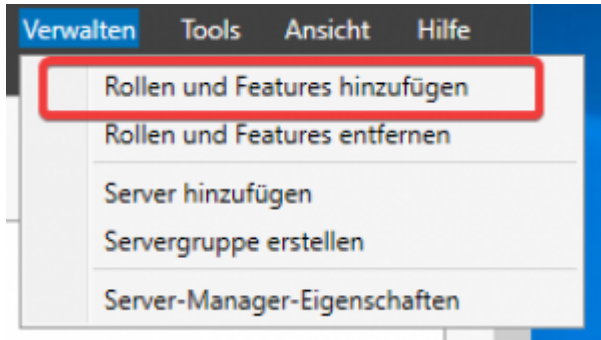 Verwalten Tools Ansicht Hilfe
Rollen und Features hinzufügen
Rollen und Features entfernen
Server hinzufügen
Servergruppe erstellen
Server-Manager-Eigenschaften